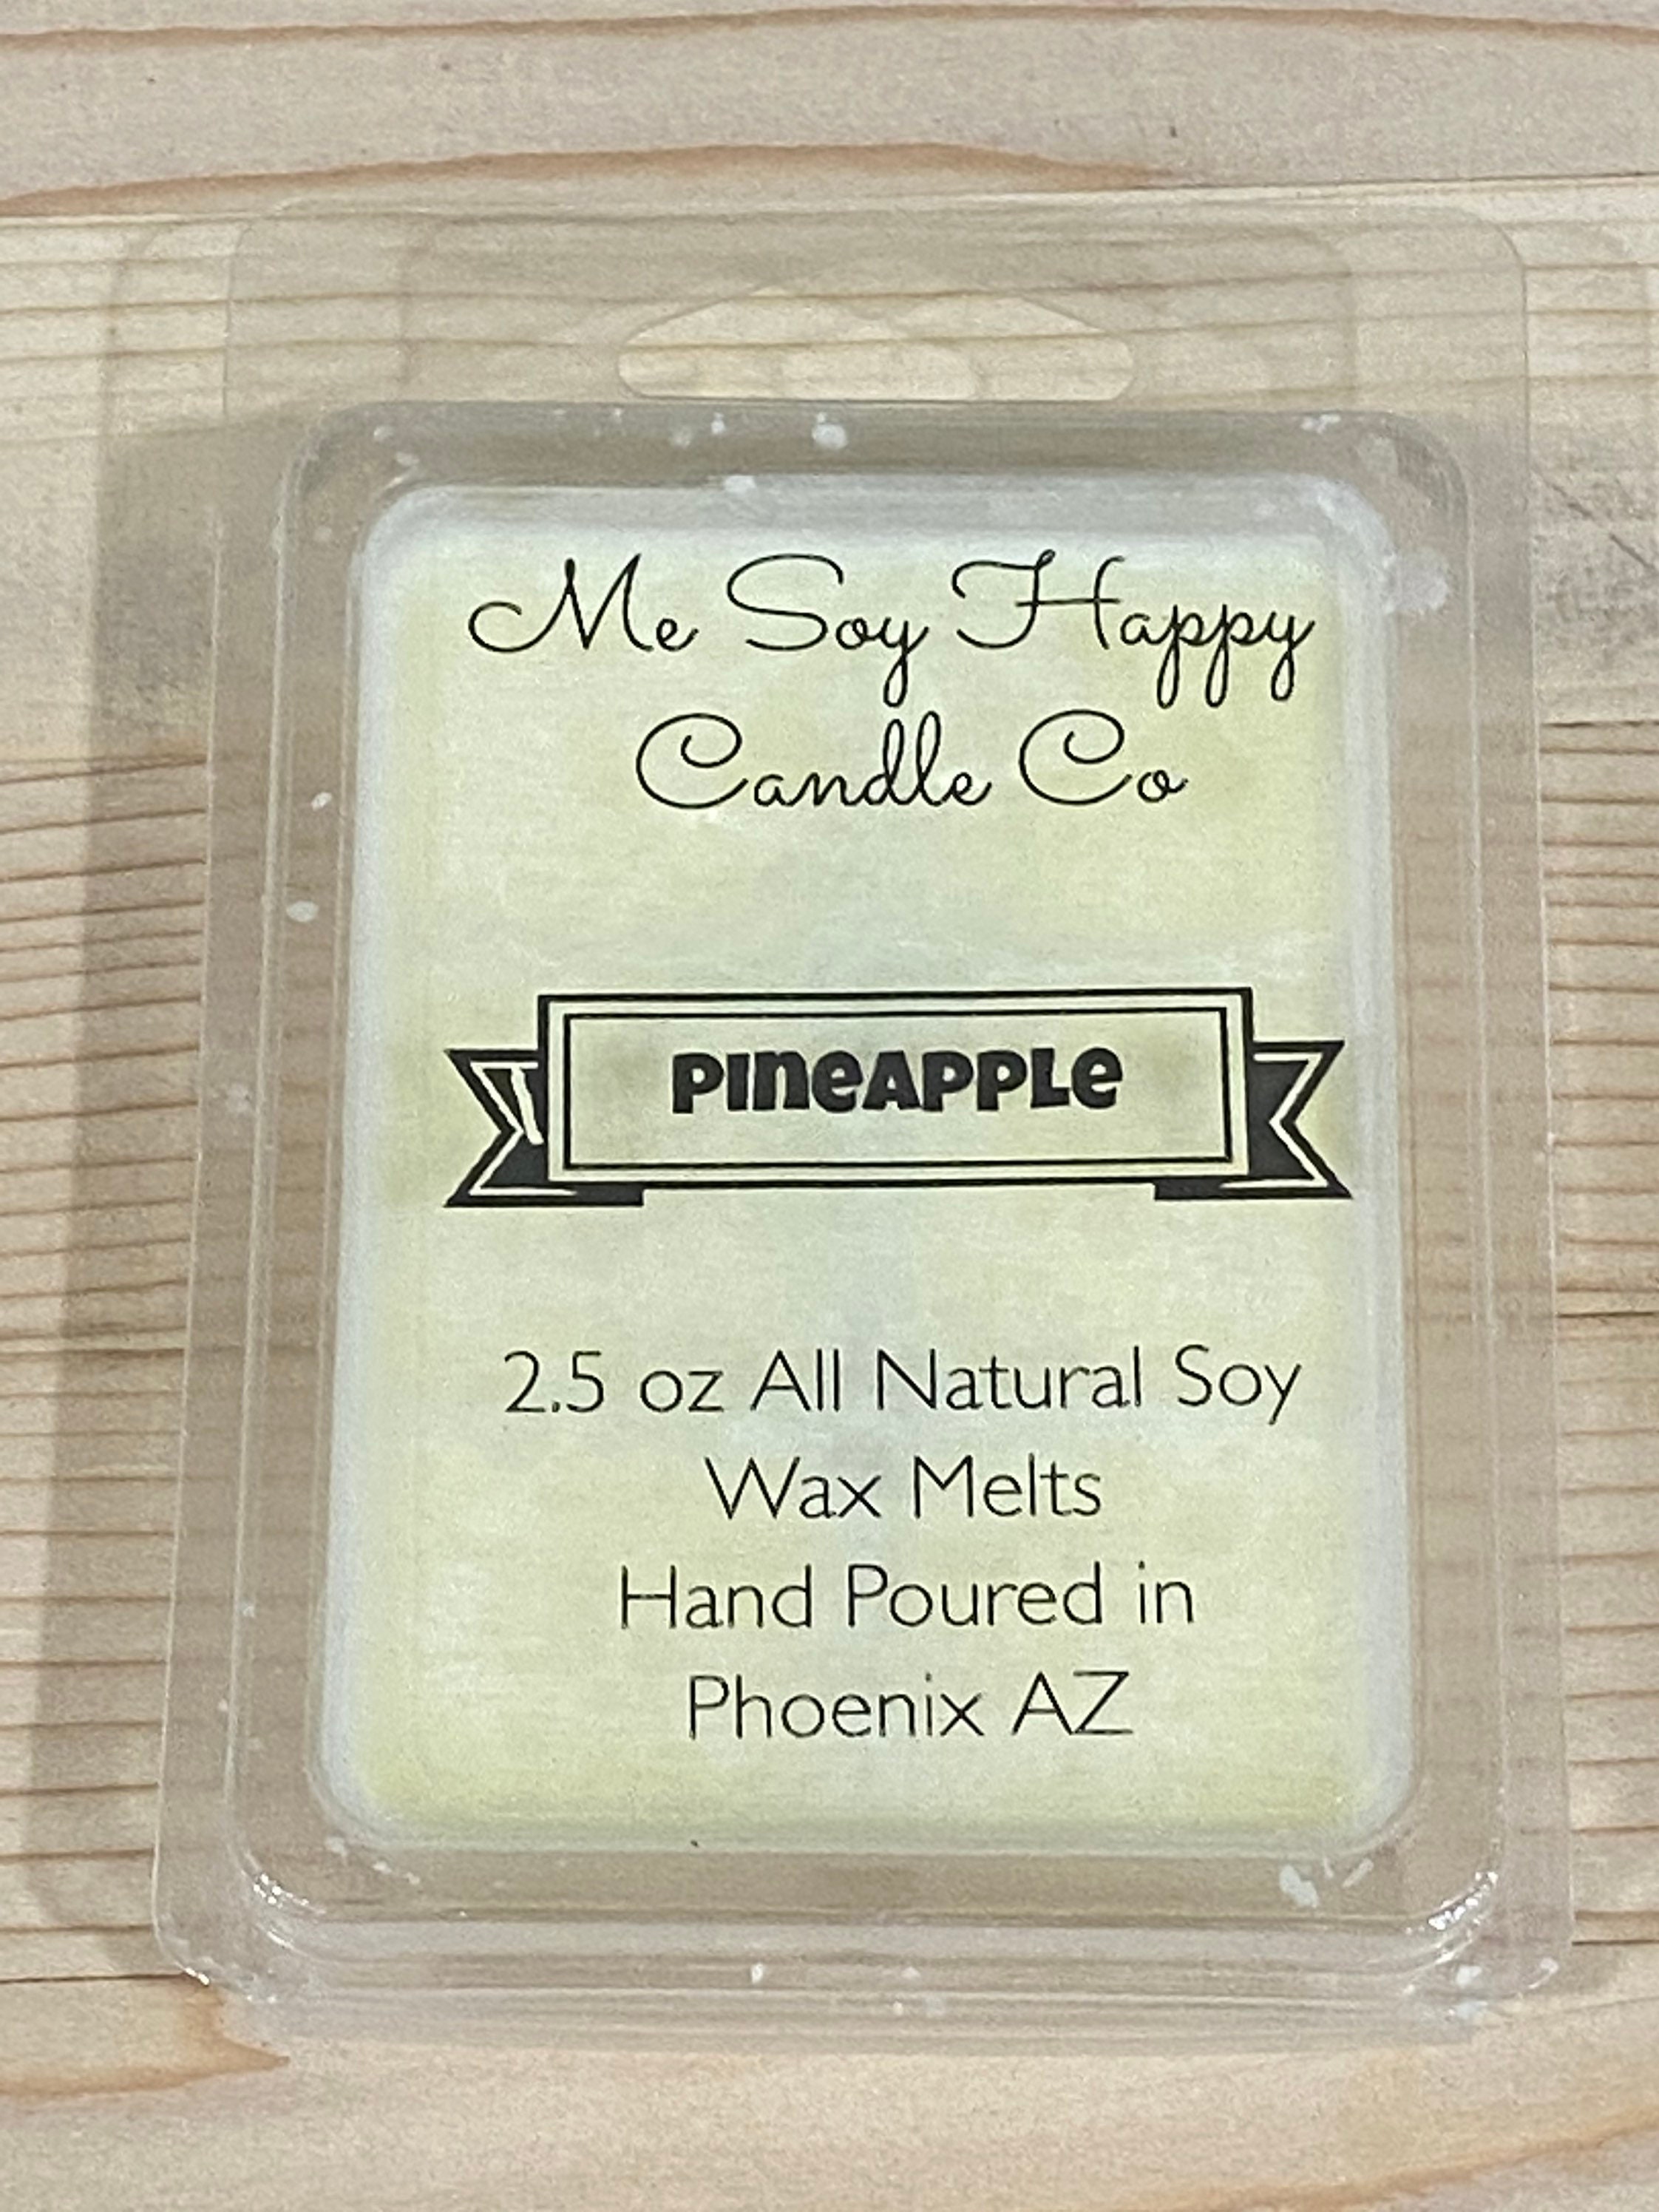 Me Soy Happy
Candle Co
PineAPPLe
2.5 oz All Natural Soy
Wax Melts
Hand Poured in
Phoenix AZ